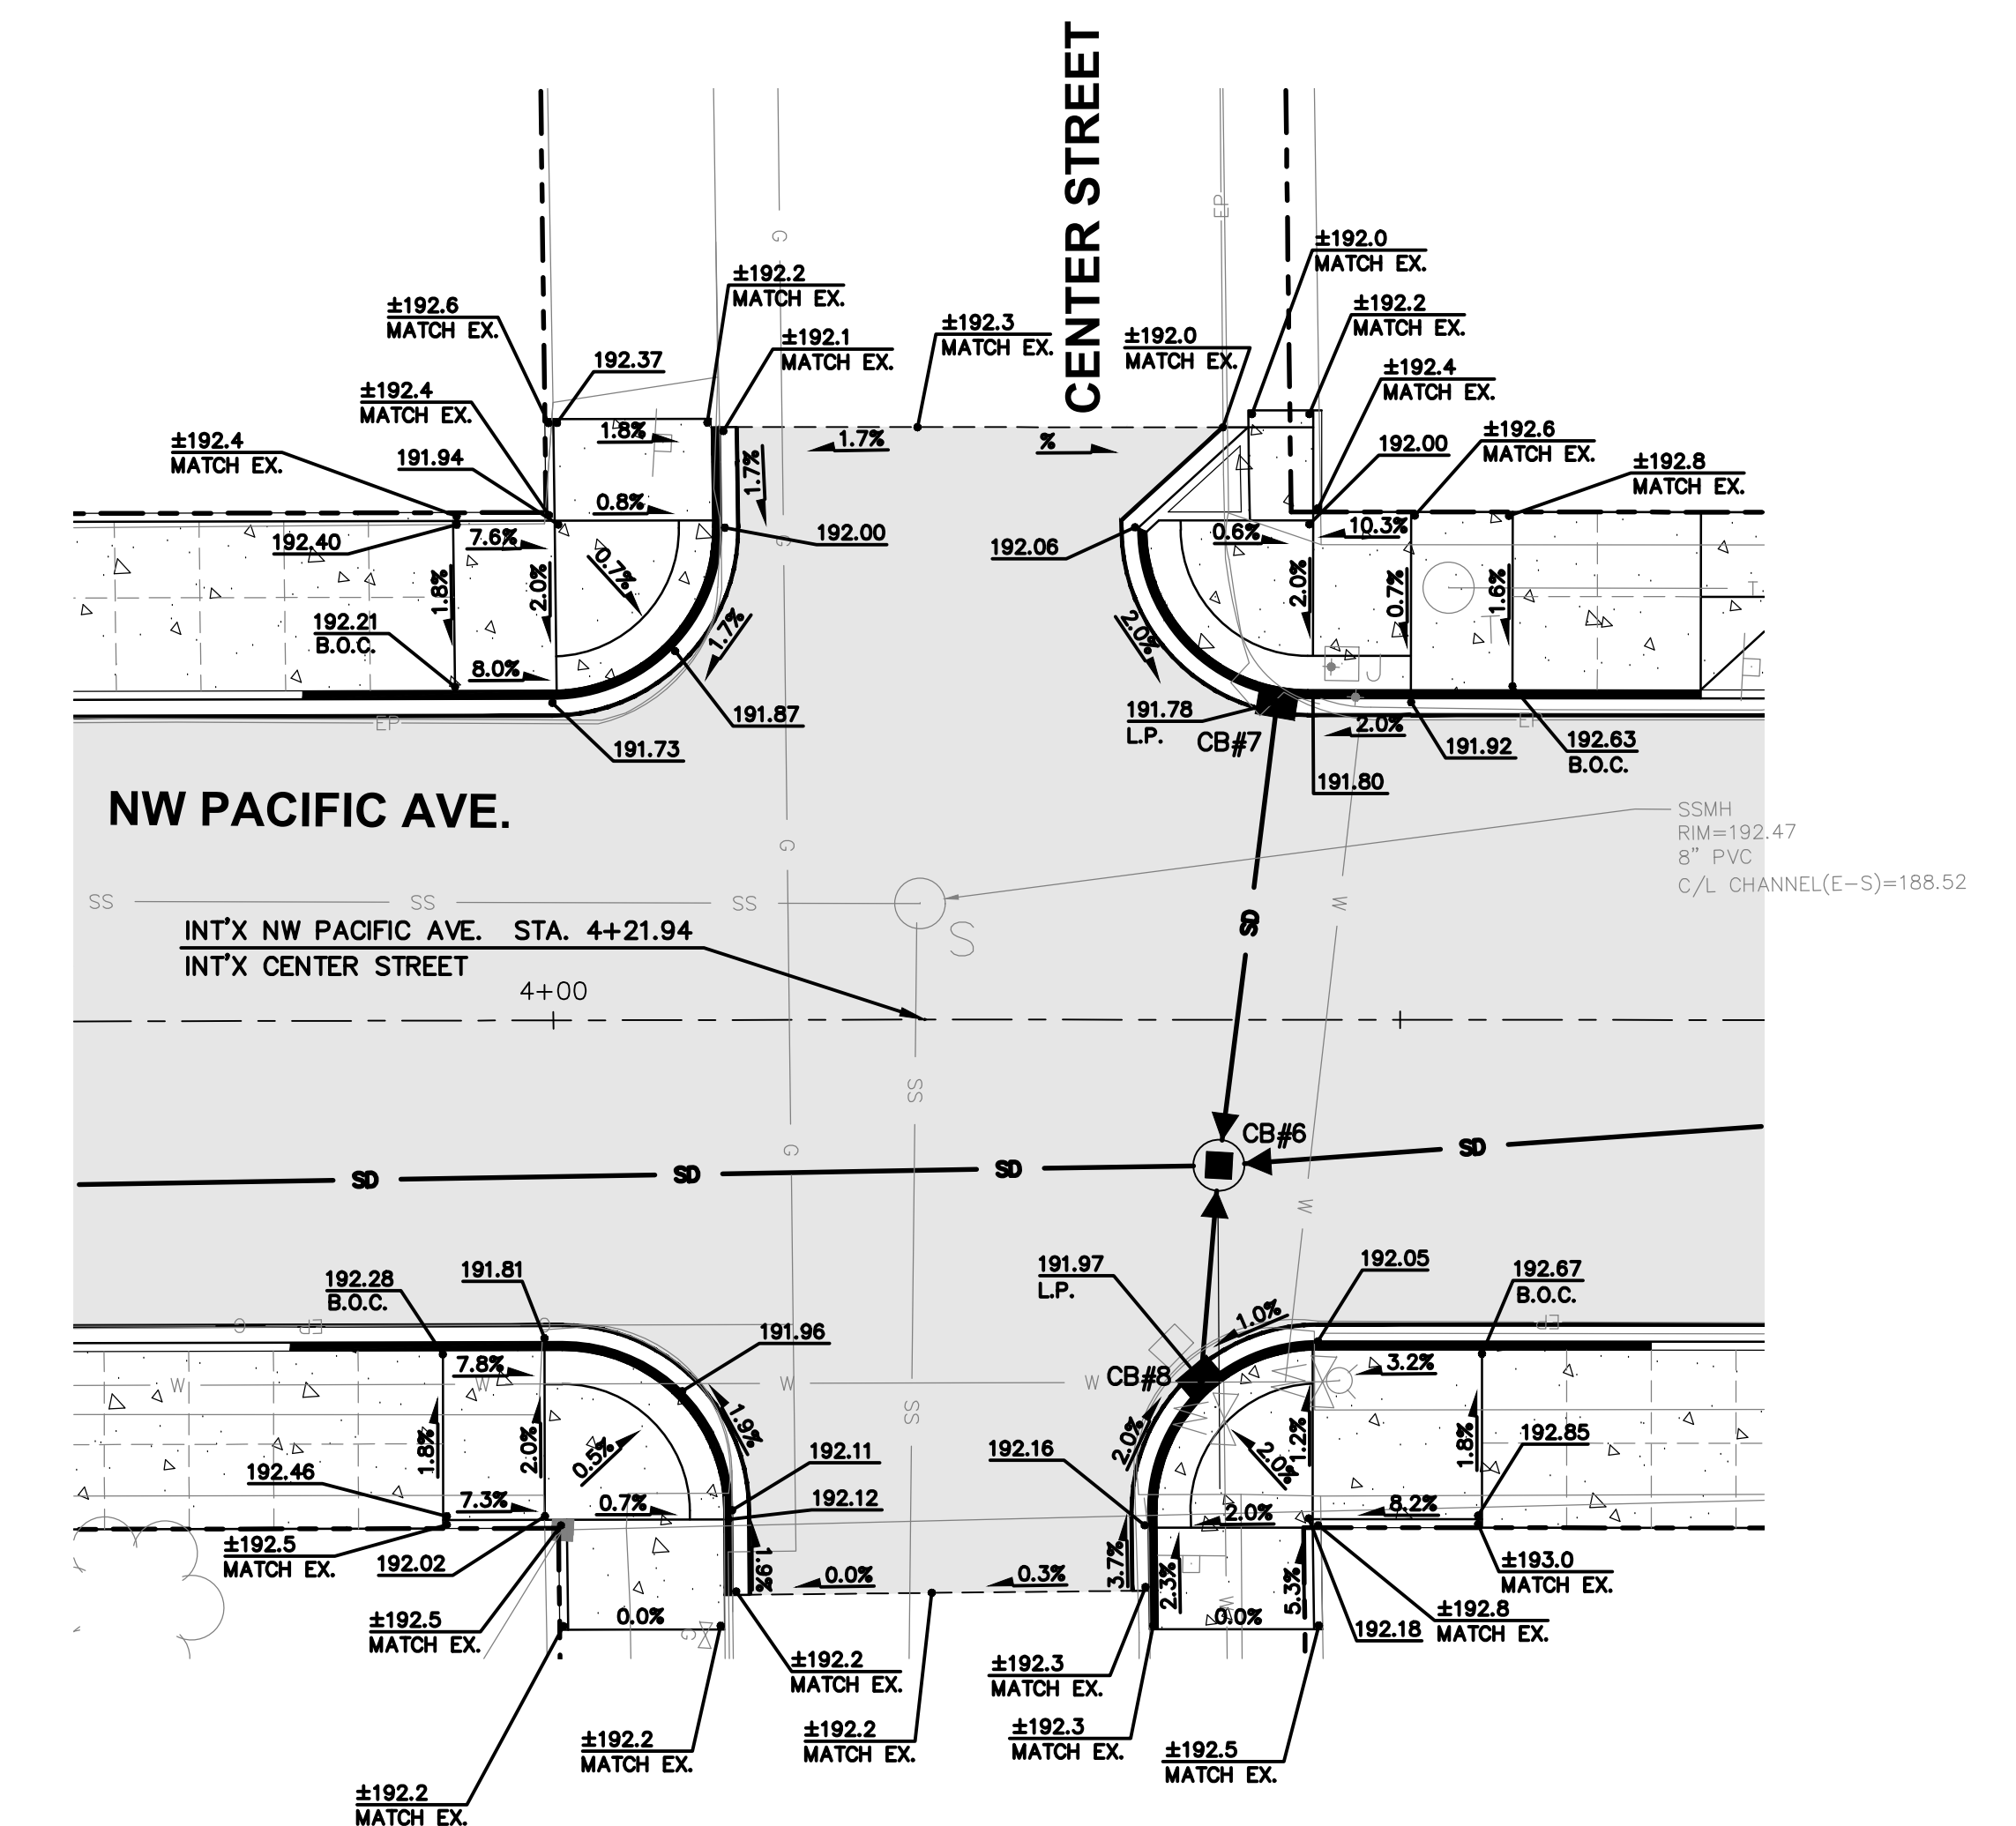 CENTER STREET
EP
G
±192.0
MATCH EX.
±192.2
MATCH EX.
±192.6
MATCH EX.
±192.2
MATCH EX.
±192.3
MATCH EX.
±192.0
MATCH EX.
±192.1
MATCH EX.
192.37
±192.4
MATCH EX.
±192.4
MATCH EX.
±192.4
MATCH EX.
191.94
192.00
±192.6
MATCH EX.
±192.8
MATCH EX.
1.8%
1.7%
%
1.7%
0.8%
192.40
7.6%
192.00
G
192.06
0.6%
10.3%
1.8%
2.0%
0.7%
2.0%
0.7%
1.6%
T
192.21
B.O.C.
8.0%
1.7%
2.0%
J
EP
191.87
191.73
191.78
L.P.
CB#7
2.0%
EP
191.92
192.63
B.O.C.
191.80
NW PACIFIC AVE.
G
SSMH
RIM=192.47
8" PVC
C/L CHANNEL(E-S)=188.52
SS
SS
SS
W
SD
S
INT'X NW PACIFIC AVE. STA. 4+21.94
INT'X CENTER STREET
4+00
SS
CB#6
G
SD
SD
SD
SD
W
192.28
B.O.C.
191.81
191.97
L.P.
192.05
192.67
B.O.C.
G
EP
G
EP
191.96
1.0%
7.8%
CB#8
3.2%
W
W
W
W
SS
1.9%
1.8%
2.0%
0.5%
2.0%
2.0%
1.2%
1.8%
192.85
192.11
192.16
192.46
7.3%
0.7%
192.12
2.0%
8.2%
±192.5
MATCH EX.
192.02
1.9%
0.0%
0.3%
3.7%
2.3%
5.3%
±193.0
MATCH EX.
±192.5
MATCH EX.
0.0%
G
0.0%
W
192.18
±192.8
MATCH EX.
±192.2
MATCH EX.
±192.3
MATCH EX.
±192.2
MATCH EX.
±192.2
MATCH EX.
±192.3
MATCH EX.
±192.5
MATCH EX.
±192.2
MATCH EX.